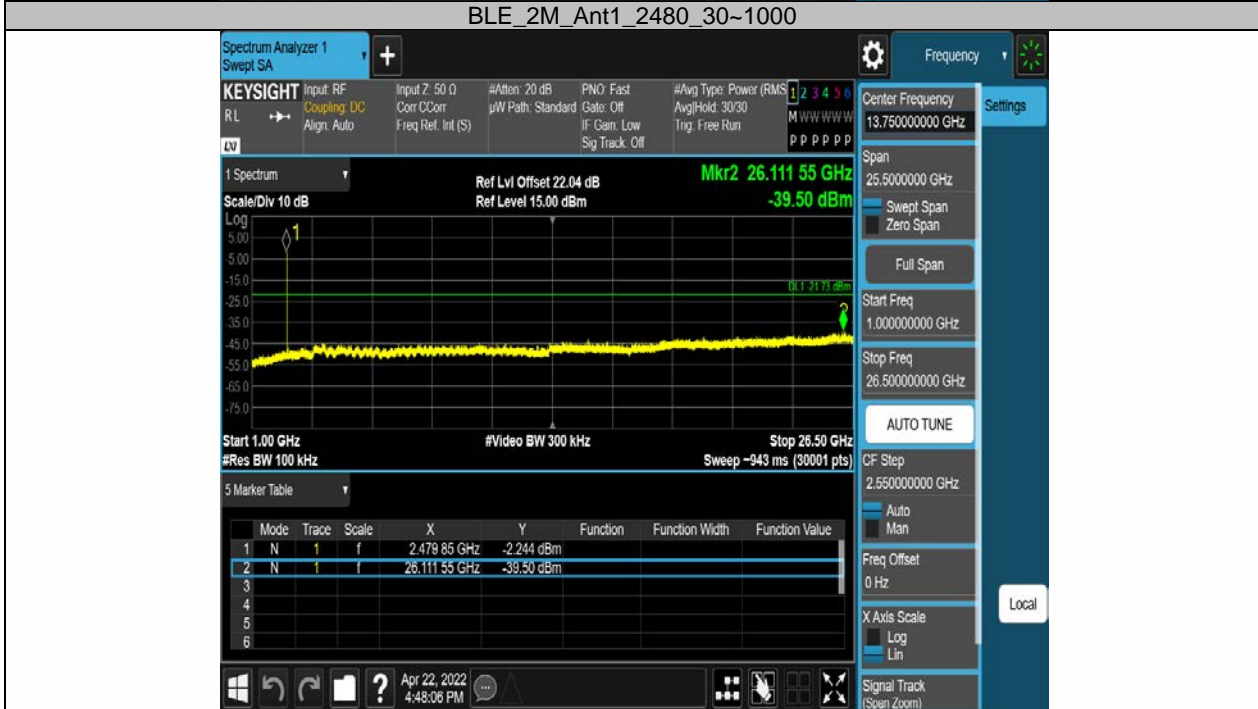 BLE_2M_Ant1_2480_30~1000
Spectrum Analyzer 1
Swept SA
+
Frequency
KEYSIGHT
RL
LXI
Input: RF
Coupling: DC
Align: Auto
Input Z: 50 Ω
Corr CCorr
Freq Ref: Int (S)
#Atten: 20 dB
µW Path: Standard
PNO: Fast
Gate: Off
IF Gain: Low
Sig Track: Off
#Avg Type: Power (RMS
Avg|Hold: 30/30
Trig: Free Run
1 2 3 4 5 6
M W W W W W
P P P P P P
Center Frequency
13.750000000 GHz
Settings
1 Spectrum
Scale/Div 10 dB
Ref Lvl Offset 22.04 dB
Ref Level 15.00 dBm
Mkr2 26.111 55 GHz
-39.50 dBm
Span
25.5000000 GHz
Swept Span
Zero Span
Full Span
Log
5.00
-5.00
-15.0
-25.0
-35.0
-45.0
-55.0
-65.0
-75.0
1
DL1 -21.73 dBm
2
Start Freq
1.000000000 GHz
Stop Freq
26.500000000 GHz
AUTO TUNE
Start 1.00 GHz
#Video BW 300 kHz
Stop 26.50 GHz
#Res BW 100 kHz
Sweep ~943 ms (30001 pts)
CF Step
2.550000000 GHz
Auto
Man
5 Marker Table
Mode Trace Scale X Y Function Function Width Function Value
1 N 1 f 2.479 85 GHz -2.244 dBm
2 N 1 f 26.111 55 GHz -39.50 dBm
3
4
5
6
Freq Offset
0 Hz
X Axis Scale
Log
Lin
Local
Signal Track
(Span Zoom)
?
Apr 22, 2022
4:48:06 PM